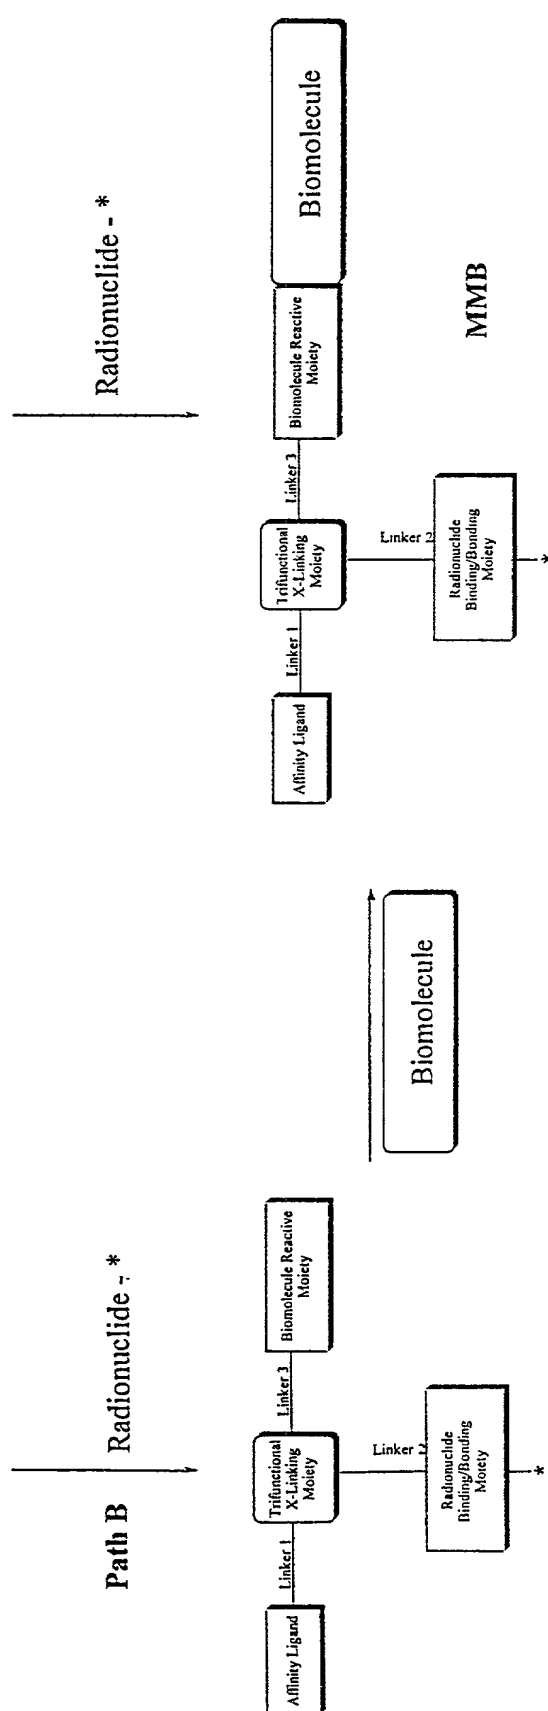 Path B
Radionuclide - *
Affinity Ligand
Linker 1
Trifunctional
X-Linking
Moiety
Linker 3
Biomolecule Reactive
Moiety
Linker 2
Radionuclide
Binding/Bonding
Moiety
*
Biomolecule
Radionuclide - *
Affinity Ligand
Linker 1
Trifunctional
X-Linking
Moiety
Linker 3
Biomolecule Reactive
Moiety
Biomolecule
Linker 2
Radionuclide
Binding/Bonding
Moiety
*
MMB